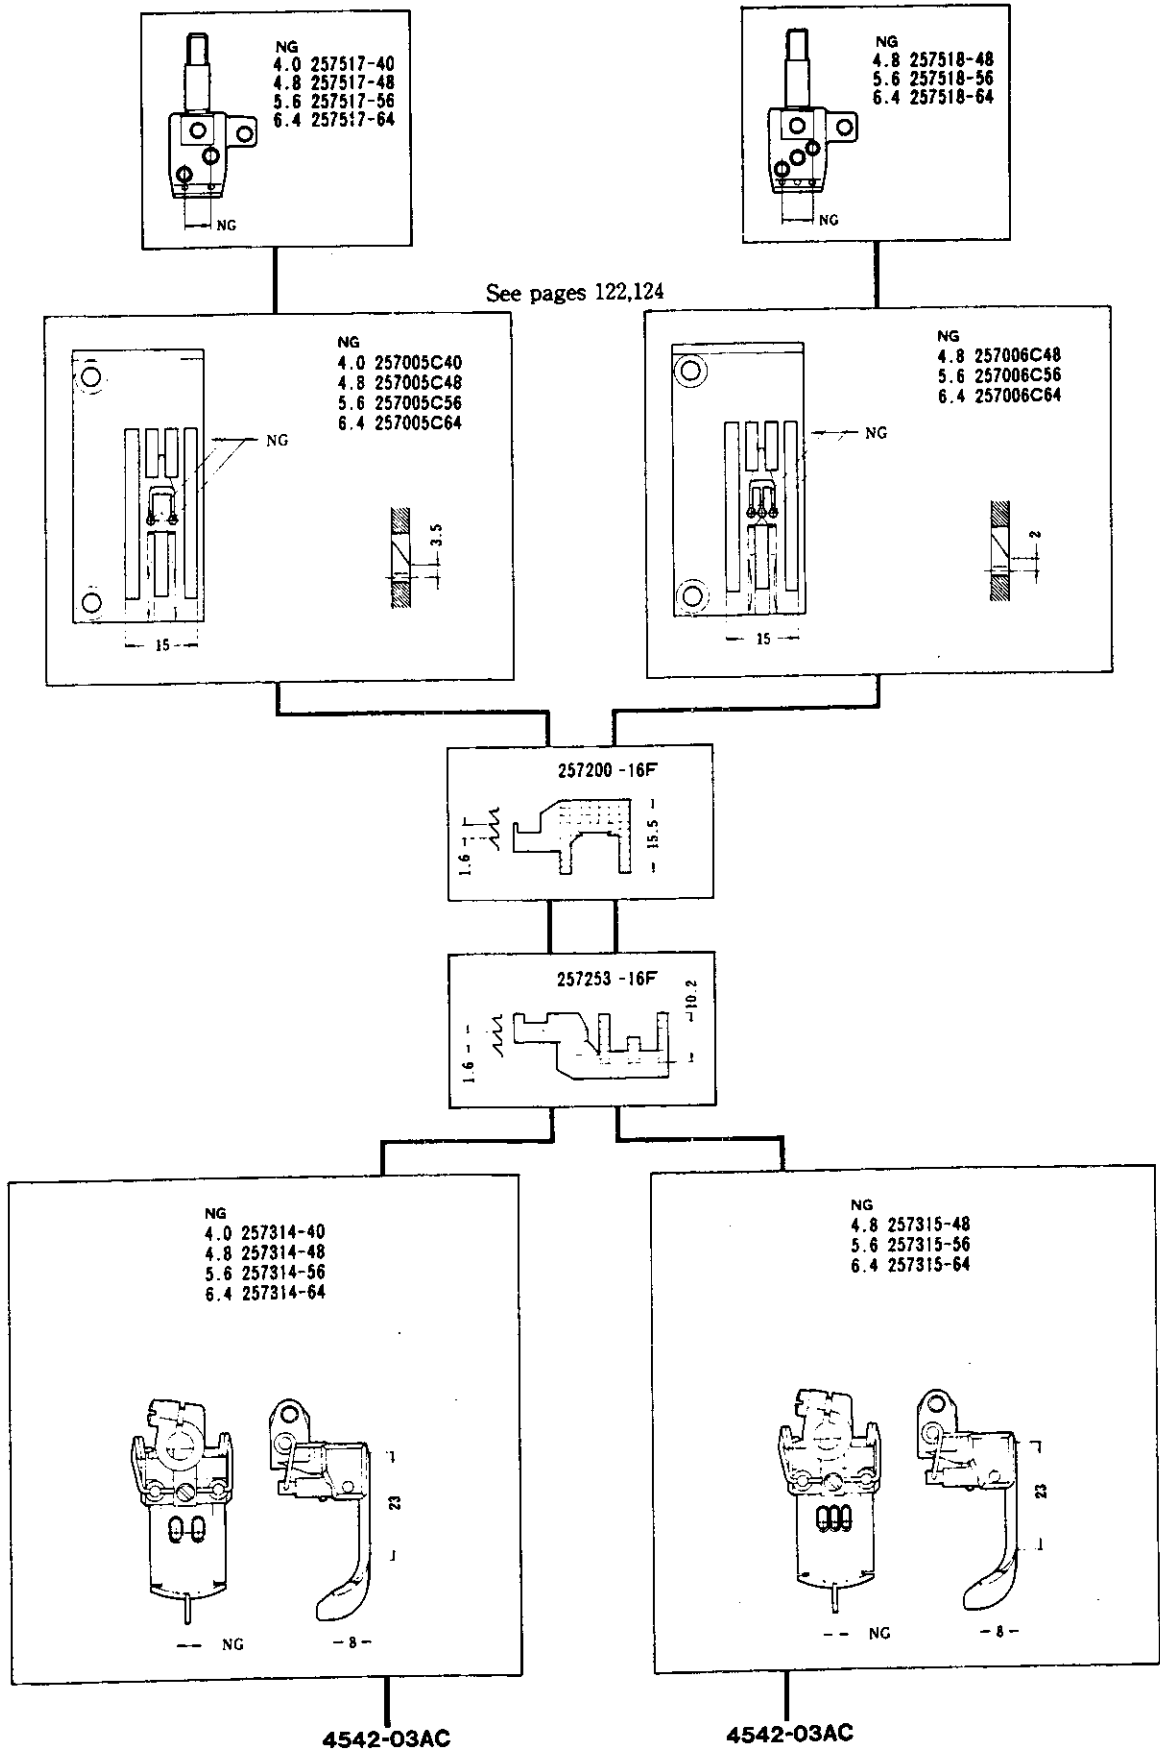 NG
4.0 257517-40
4.8 257517-48
5.6 257517-56
6.4 257517-64
NG
NG
4.8 257518-48
5.6 257518-56
6.4 257518-64
NG
See pages 122,124
NG
4.0 257005C40
4.8 257005C48
5.6 257005C56
6.4 257005C64
NG
3.5
15
NG
4.8 257006C48
5.6 257006C56
6.4 257006C64
NG
2
15
257200 -16F
1.6
15.5
257253 -16F
1.6
10.2
NG
4.0 257314-40
4.8 257314-48
5.6 257314-56
6.4 257314-64
23
NG
8
NG
4.8 257315-48
5.6 257315-56
6.4 257315-64
23
NG
8
4542-03AC
4542-03AC